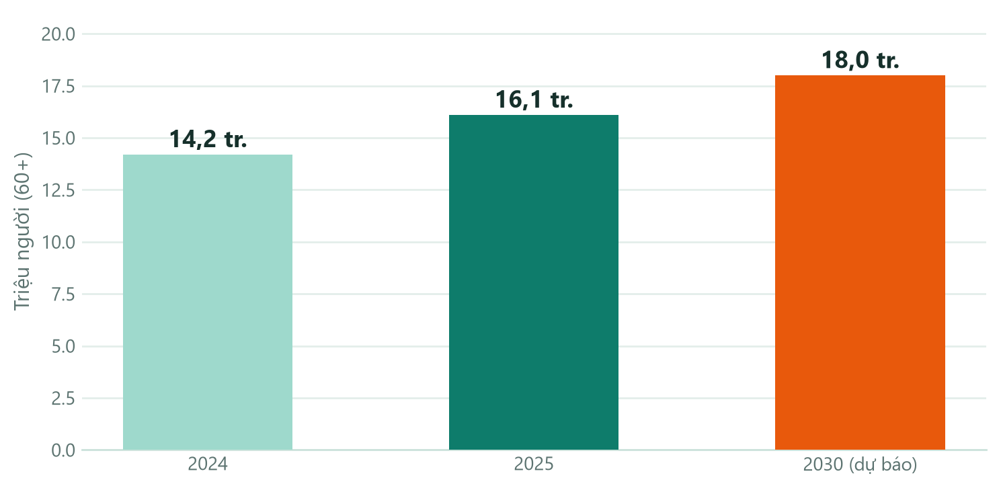 20.0
17.5
15.0
12.5
10.0
7.5
5.0
2.5
0.0
Triệu người (60+)
14,2 tr.
16,1 tr.
18,0 tr.
2024
2025
2030 (dự báo)